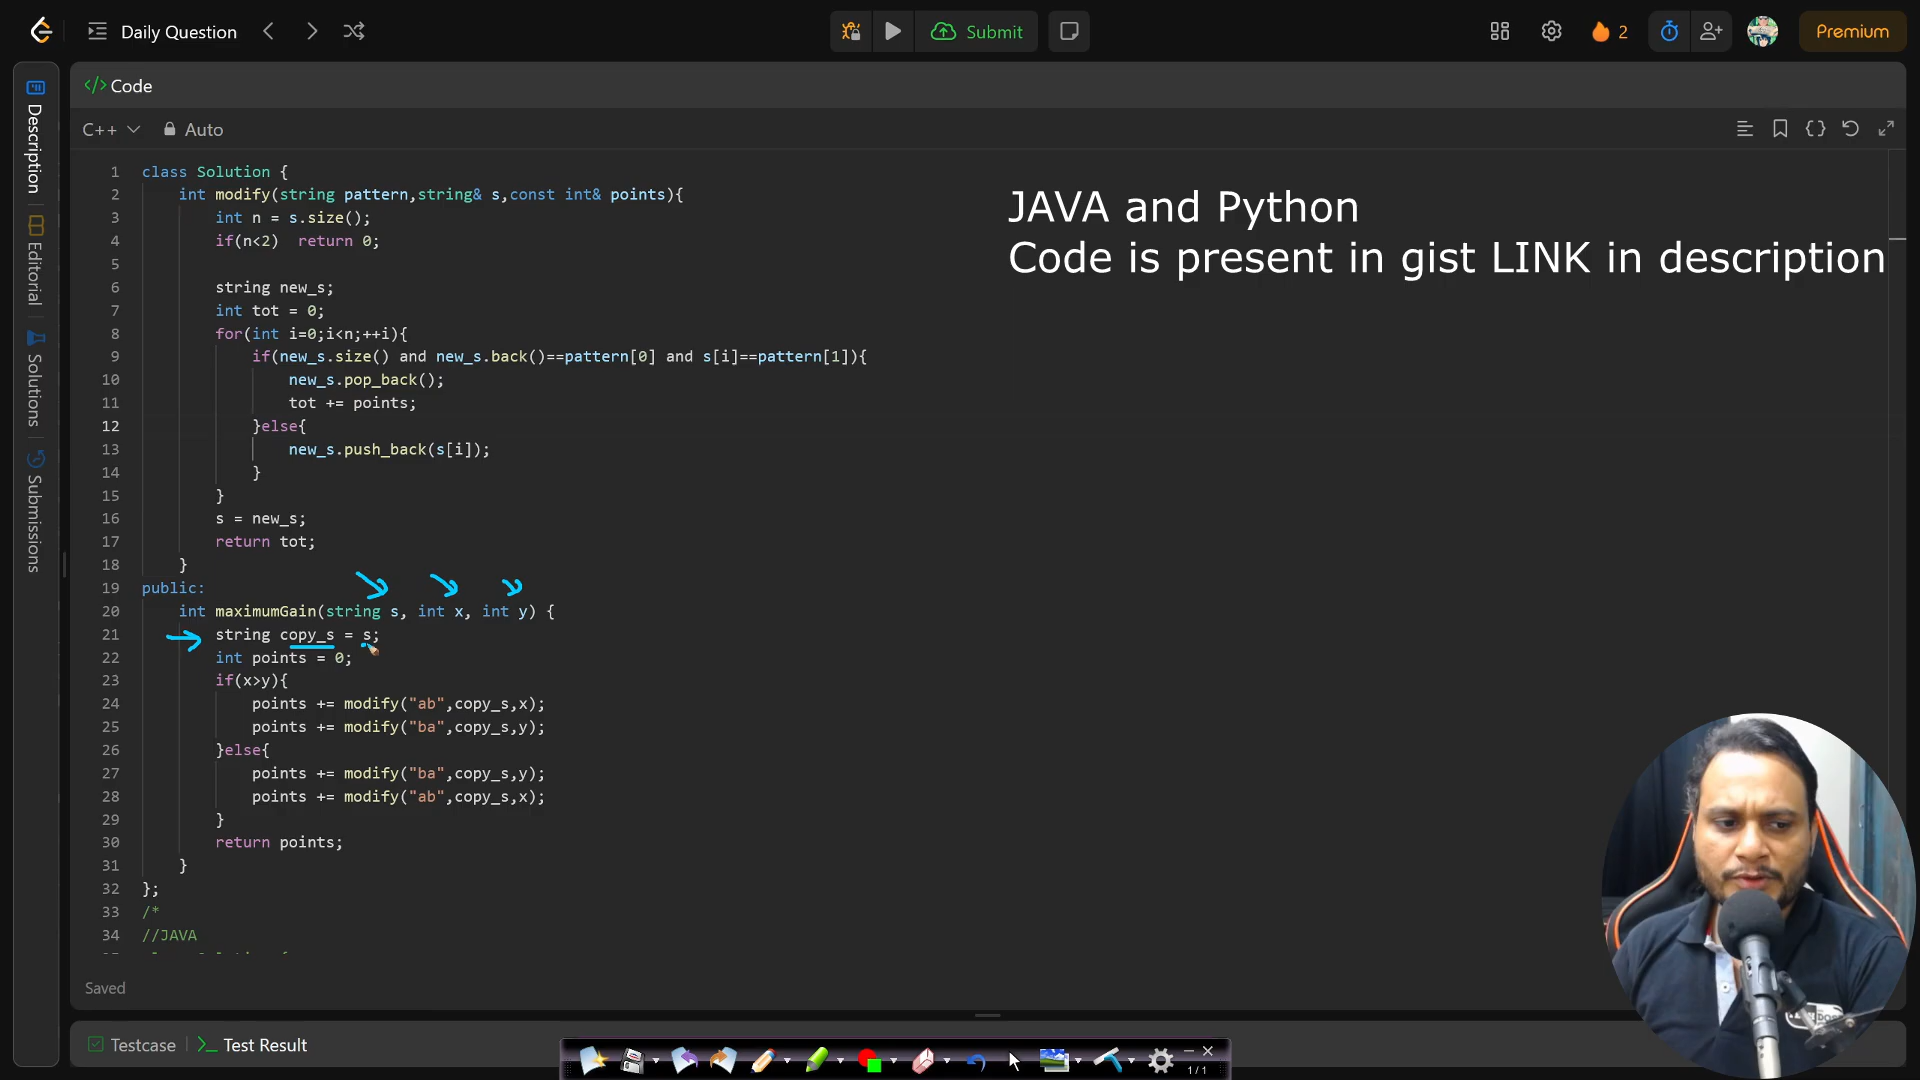 Daily Question
Submit
2
Premium
Description
Editorial
Solutions
Submissions
</> Code
C++
Auto
JAVA and Python
Code is present in gist LINK in description
1 class Solution {
2 int modify(string pattern,string& s,const int& points){
3 int n = s.size();
4 if(n<2) return 0;
5
6 string new_s;
7 int tot = 0;
8 for(int i=0;i<n;++i){
9 if(new_s.size() and new_s.back()==pattern[0] and s[i]==pattern[1]){
10 new_s.pop_back();
11 tot += points;
12 }else{
13 new_s.push_back(s[i]);
14 }
15 }
16 s = new_s;
17 return tot;
18 }
19 public:
20 int maximumGain(string s, int x, int y) {
21 string copy_s = s;
22 int points = 0;
23 if(x>y){
24 points += modify("ab",copy_s,x);
25 points += modify("ba",copy_s,y);
26 }else{
27 points += modify("ba",copy_s,y);
28 points += modify("ab",copy_s,x);
29 }
30 return points;
31 }
32 };
33 /*
34 //JAVA
Saved
Testcase
>_ Test Result
1/1